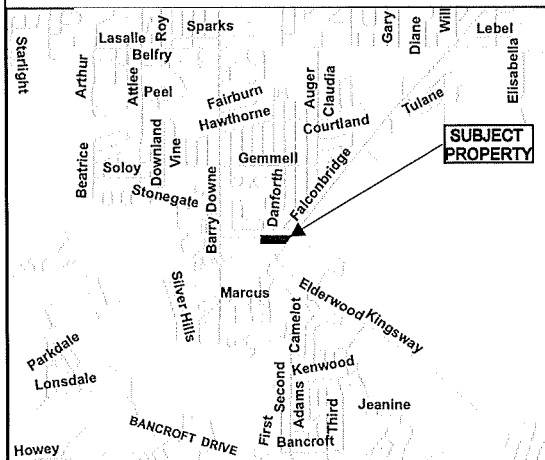 Starlight
Lasalle
Roy
Sparks
Gary
Diane
Will
Lebel
Arthur
Attlee
Belfry
Peel
Elisabella
Fairburn
Hawthorne
Auger
Claudia
Courtland
Tulane
Beatrice
Soloy
Downland
Vine
Gemmell
SUBJECT
PROPERTY
Stonegate
Barry Downe
Danforth
Falconbridge
Silver Hills
Marcus
Camelot
Elderwood
Kingsway
Parkdale
Lonsdale
Kenwood
Second
Adams
Third
Jeanine
First
Bancroft
BANCROFT DRIVE
Howey